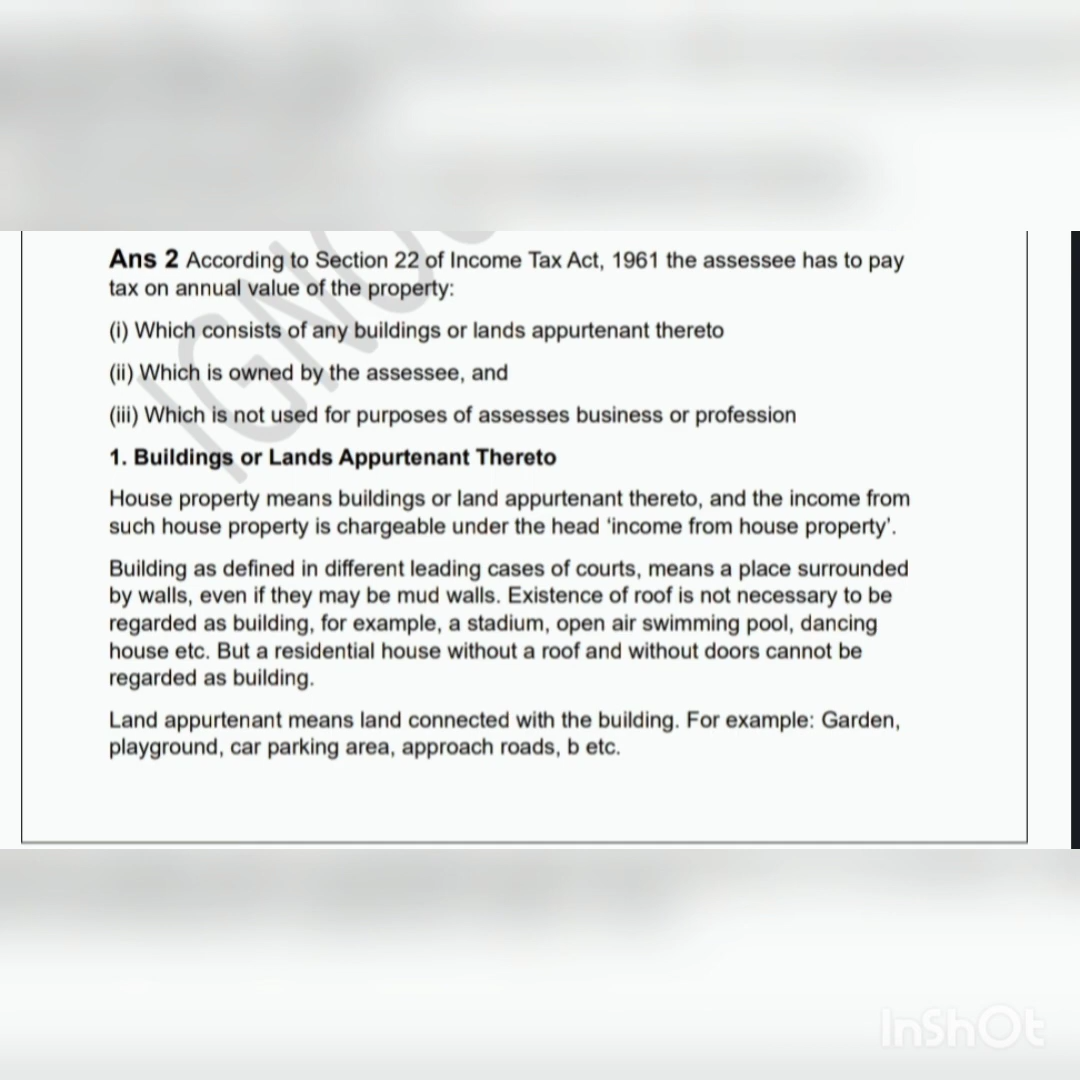 Ans 2 According to Section 22 of Income Tax Act, 1961 the assessee has to pay
tax on annual value of the property:
(i) Which consists of any buildings or lands appurtenant thereto
(ii) Which is owned by the assessee, and
(iii) Which is not used for purposes of assesses business or profession
1. Buildings or Lands Appurtenant Thereto
House property means buildings or land appurtenant thereto, and the income from
such house property is chargeable under the head 'income from house property'.
Building as defined in different leading cases of courts, means a place surrounded
by walls, even if they may be mud walls. Existence of roof is not necessary to be
regarded as building, for example, a stadium, open air swimming pool, dancing
house etc. But a residential house without a roof and without doors cannot be
regarded as building.
Land appurtenant means land connected with the building. For example: Garden,
playground, car parking area, approach roads, b etc.
InShOt